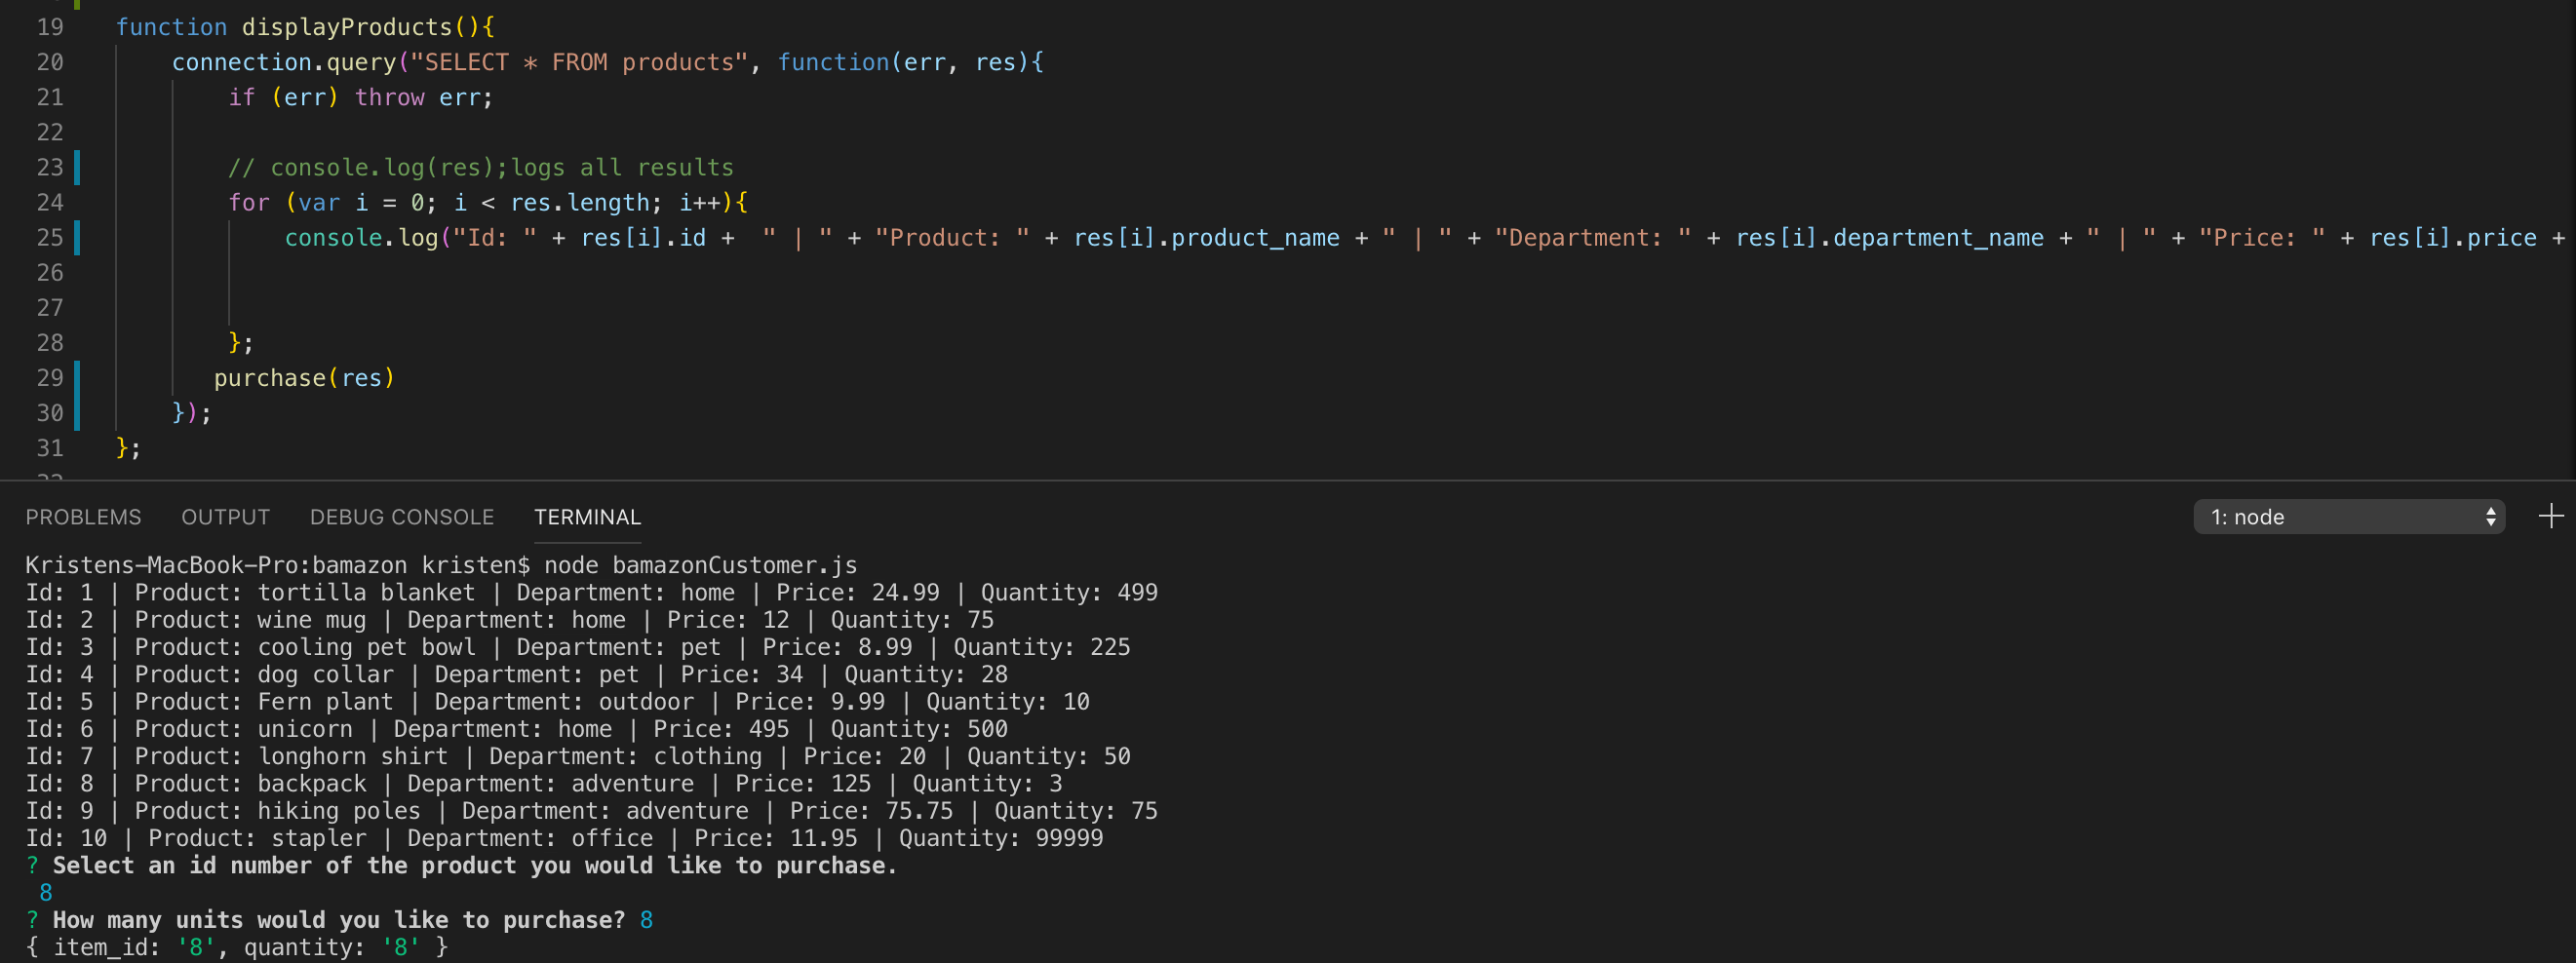 19 function displayProducts(){
20 connection.query("SELECT * FROM products", function(err, res){
21 if (err) throw err;
22
23 // console.log(res);logs all results
24 for (var i = 0; i < res.length; i++){
25 console.log("Id: " + res[i].id +  " | " + "Product: " + res[i].product_name + " | " + "Department: " + res[i].department_name + " | " + "Price: " + res[i].price +
26
27
28 };
29 purchase(res)
30 });
31 };
PROBLEMS OUTPUT DEBUG CONSOLE TERMINAL 1: node
Kristens-MacBook-Pro:bamazon kristen$ node bamazonCustomer.js
Id: 1 | Product: tortilla blanket | Department: home | Price: 24.99 | Quantity: 499
Id: 2 | Product: wine mug | Department: home | Price: 12 | Quantity: 75
Id: 3 | Product: cooling pet bowl | Department: pet | Price: 8.99 | Quantity: 225
Id: 4 | Product: dog collar | Department: pet | Price: 34 | Quantity: 28
Id: 5 | Product: Fern plant | Department: outdoor | Price: 9.99 | Quantity: 10
Id: 6 | Product: unicorn | Department: home | Price: 495 | Quantity: 500
Id: 7 | Product: longhorn shirt | Department: clothing | Price: 20 | Quantity: 50
Id: 8 | Product: backpack | Department: adventure | Price: 125 | Quantity: 3
Id: 9 | Product: hiking poles | Department: adventure | Price: 75.75 | Quantity: 75
Id: 10 | Product: stapler | Department: office | Price: 11.95 | Quantity: 99999
? Select an id number of the product you would like to purchase.
8
? How many units would you like to purchase? 8
{ item_id: '8', quantity: '8' }